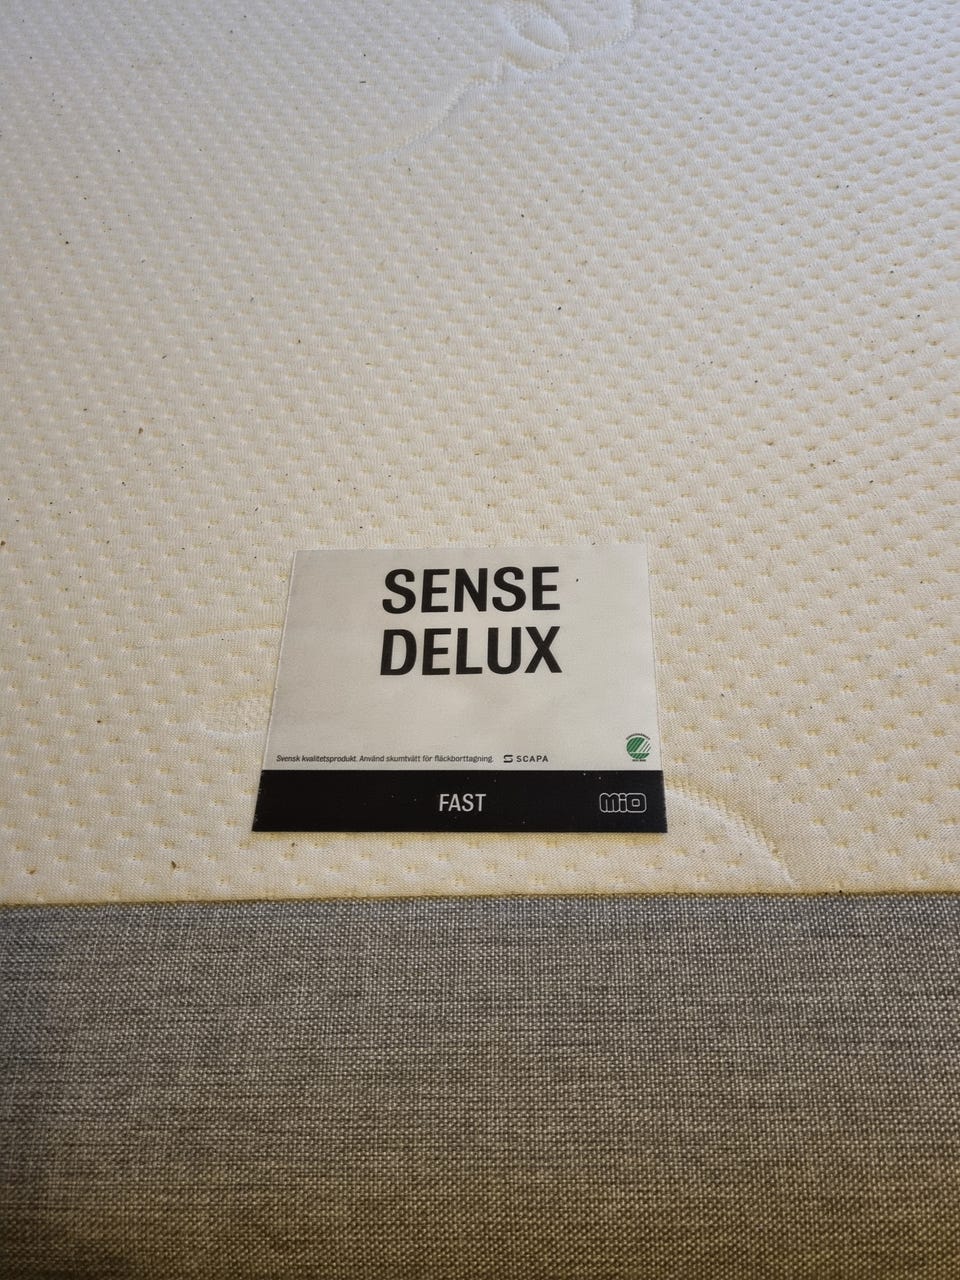 SENSE
DELUX
Svensk kvalitetsprodukt. Använd skumtvätt för fläckborttagning. SCAPA
FAST MIO